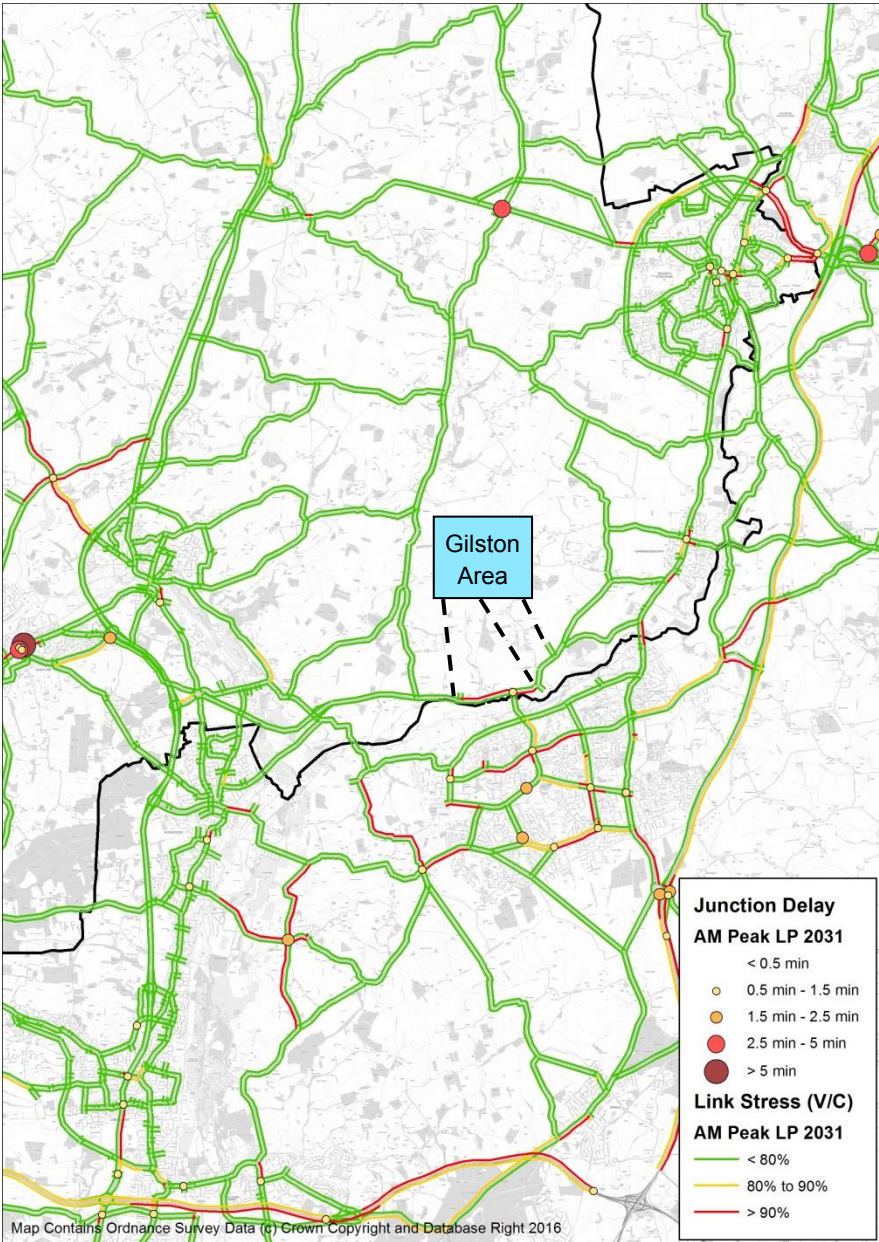 Gilston
Area
Junction Delay
AM Peak LP 2031
< 0.5 min
0.5 min - 1.5 min
1.5 min - 2.5 min
2.5 min - 5 min
> 5 min
Link Stress (V/C)
AM Peak LP 2031
< 80%
80% to 90%
> 90%
Map Contains Ordnance Survey Data (c) Crown Copyright and Database Right 2016